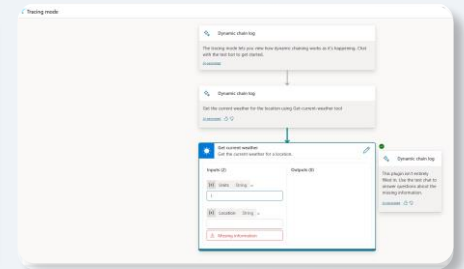 Tracing mode
Dynamic chain log
The tracing mode lets you view how dynamic chaining works as it's happening. Chat
with the test bot to get started.
Dynamic chain log
Get the current weather for the location using Get current weather tool
Get current weather
Get the current weather for a location.
Inputs (2)
Outputs (0)
Units String
Location String
Missing information
Dynamic chain log
This plugin isn't entirely
filled in. Use the test chat to
answer questions about the
missing information.